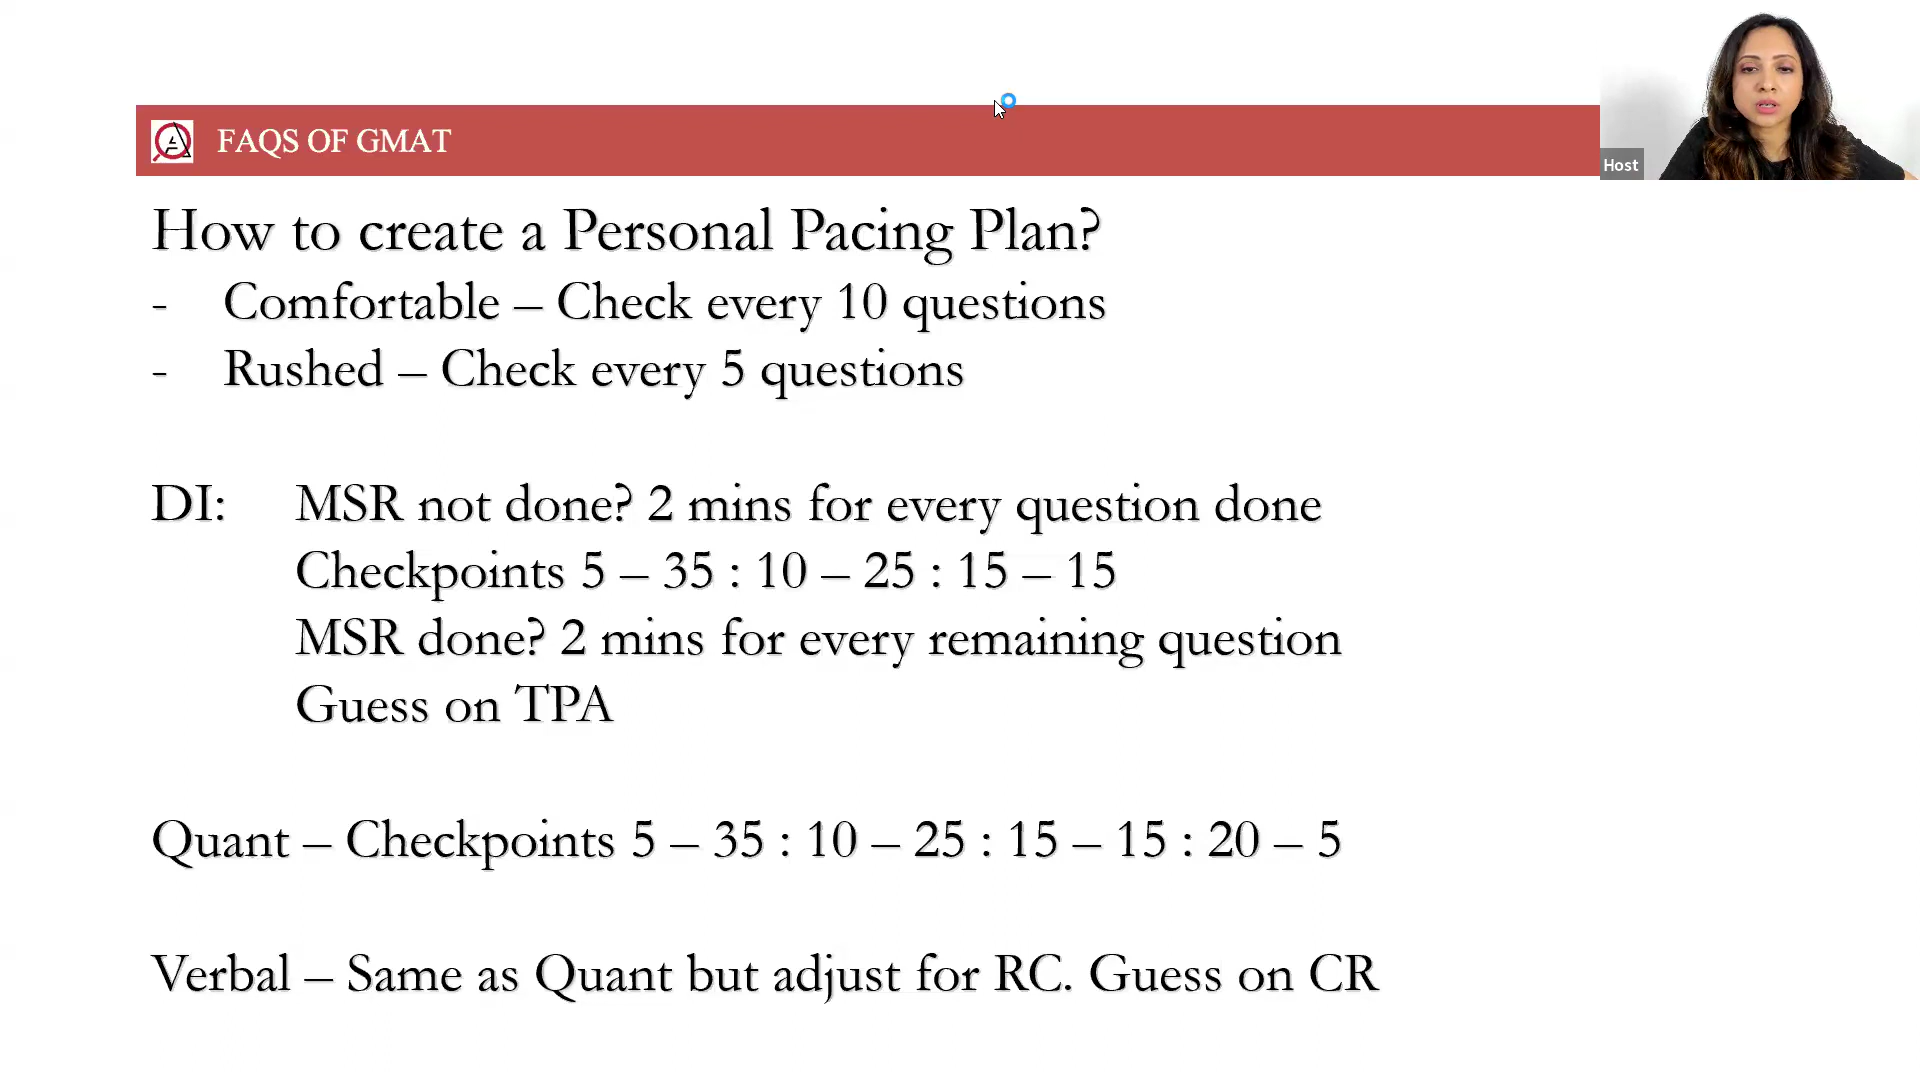 FAQS OF GMAT
Host
How to create a Personal Pacing Plan?
- Comfortable – Check every 10 questions
- Rushed – Check every 5 questions
DI: MSR not done? 2 mins for every question done
Checkpoints 5 – 35 : 10 – 25 : 15 – 15
MSR done? 2 mins for every remaining question
Guess on TPA
Quant – Checkpoints 5 – 35 : 10 – 25 : 15 – 15 : 20 – 5
Verbal – Same as Quant but adjust for RC. Guess on CR